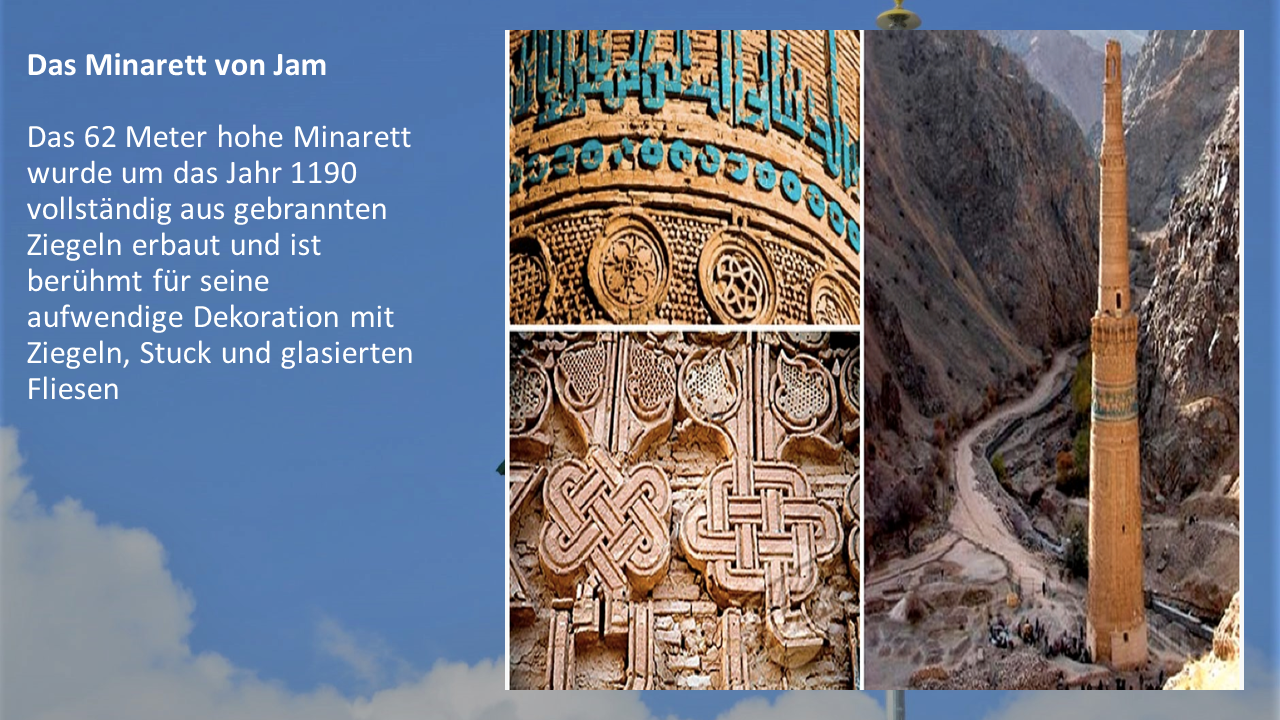 Das Minarett von Jam
Das 62 Meter hohe Minarett
wurde um das Jahr 1190
vollständig aus gebrannten
Ziegeln erbaut und ist
berühmt für seine
aufwendige Dekoration mit
Ziegeln, Stuck und glasierten
Fliesen